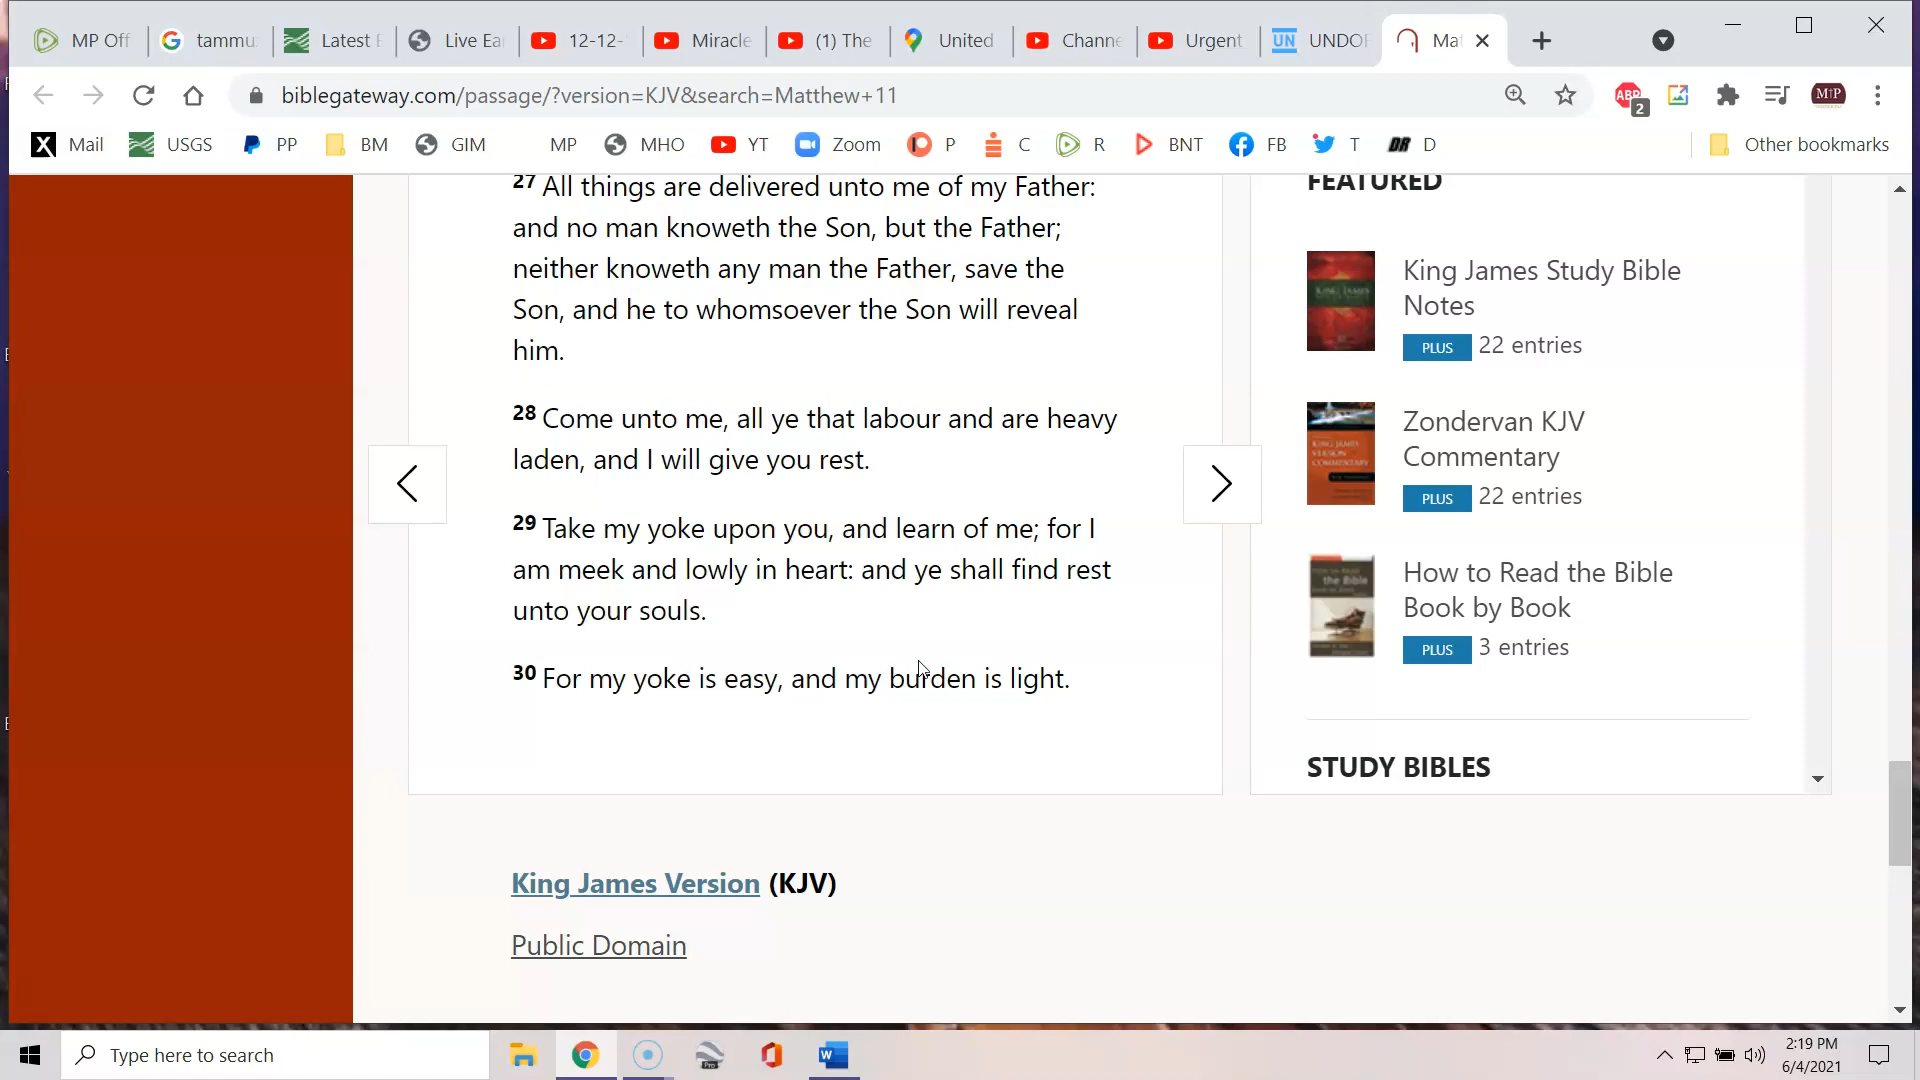 MP Off
tammu
Latest E
Live Ea
12-12-
Miracle
(1) The
United
Channe
Urgent
UN UNDOF
Mat
biblegateway.com/passage/?version=KJV&search=Matthew+11
ABP
2
M↑P
X Mail
USGS
PP
BM
GIM
MP
MHO
YT
Zoom
P
C
R
BNT
FB
T
DR D
Other bookmarks
27 All things are delivered unto me of my Father:
and no man knoweth the Son, but the Father;
neither knoweth any man the Father, save the
Son, and he to whomsoever the Son will reveal
him.
28 Come unto me, all ye that labour and are heavy
laden, and I will give you rest.
29 Take my yoke upon you, and learn of me; for I
am meek and lowly in heart: and ye shall find rest
unto your souls.
30 For my yoke is easy, and my burden is light.
King James Version (KJV)
Public Domain
FEATURED
King James Study Bible
Notes
PLUS 22 entries
Zondervan KJV
Commentary
PLUS 22 entries
How to Read the Bible
Book by Book
PLUS 3 entries
STUDY BIBLES
Type here to search
2:19 PM
6/4/2021